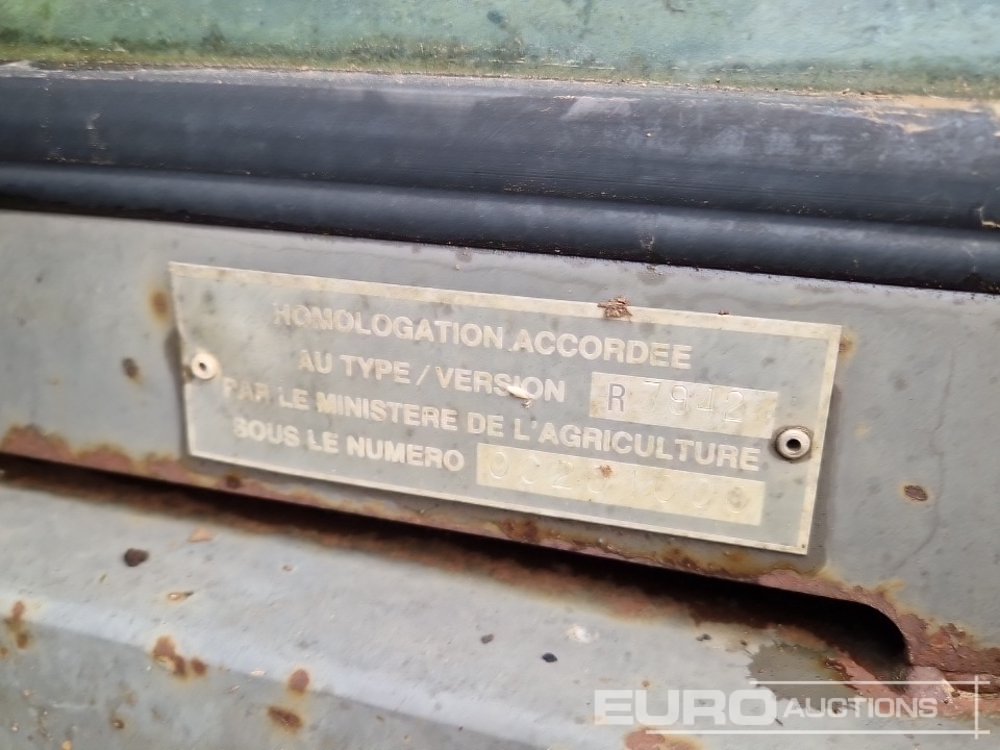 HOMOLOGATION ACCORDEE
AU TYPE / VERSION R 7942
PAR LE MINISTERE DE L'AGRICULTURE
SOUS LE NUMERO
EURO AUCTIONS